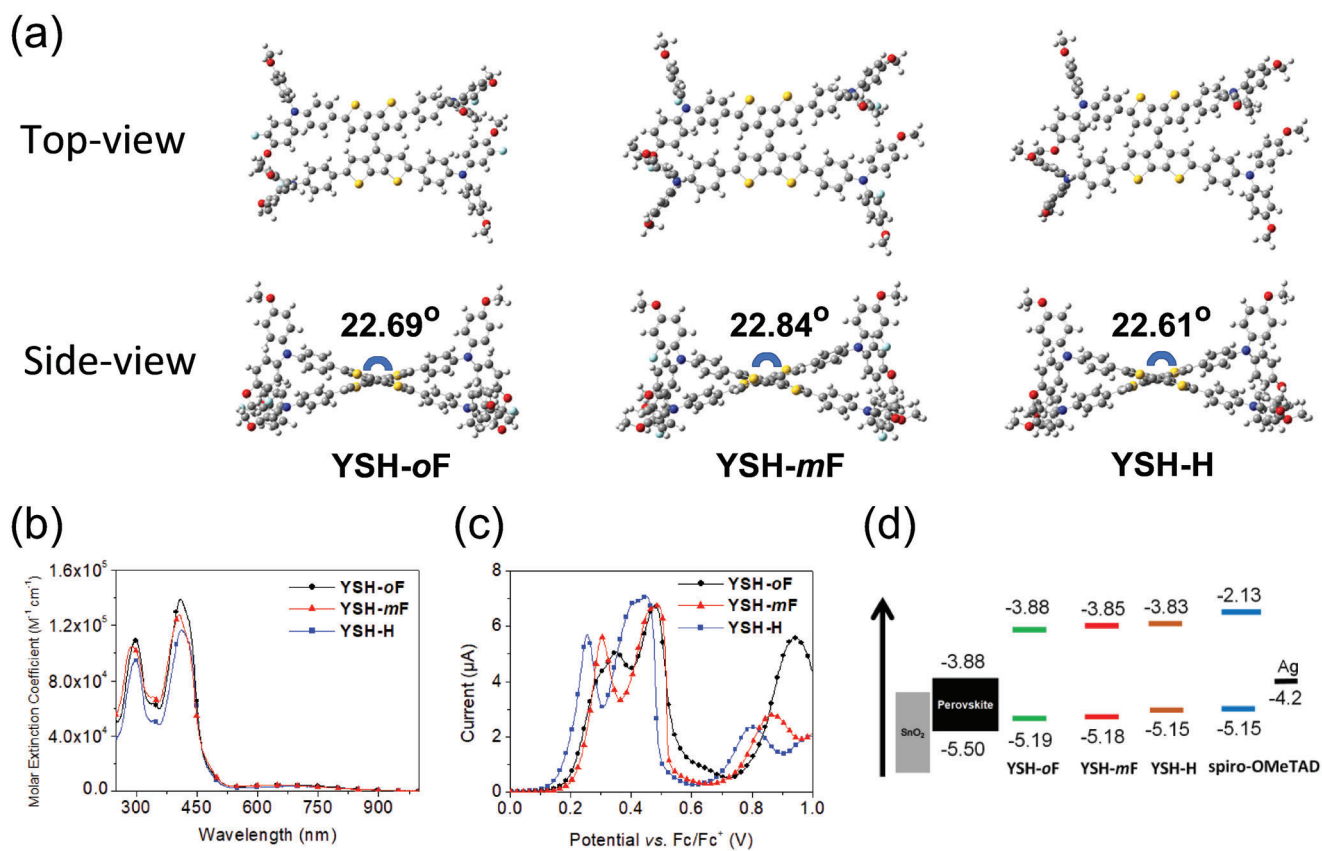 (a)
Top-view
Side-view
22.69°
22.84°
22.61°
YSH-oF
YSH-mF
YSH-H
(b)
Molar Extinction Coefficient (M⁻¹ cm⁻¹)
1.6x10⁵
1.2x10⁵
8.0x10⁴
4.0x10⁴
0.0
300
450
600
750
900
Wavelength (nm)
YSH-oF
YSH-mF
YSH-H
(c)
Current (μA)
8
6
4
2
0
0.0
0.2
0.4
0.6
0.8
1.0
Potential vs. Fc/Fc⁺ (V)
YSH-oF
YSH-mF
YSH-H
(d)
-3.88
-3.85
-3.83
-2.13
-3.88
Ag
-4.2
SnO₂
Perovskite
-5.50
-5.19
-5.18
-5.15
-5.15
YSH-oF
YSH-mF
YSH-H
spiro-OMeTAD